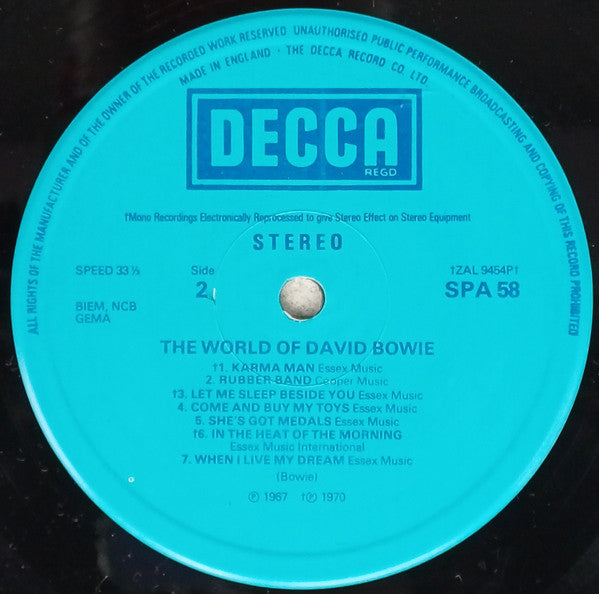 ALL RIGHTS OF THE MANUFACTURER AND OF THE OWNER OF THE RECORDED WORK RESERVED UNAUTHORISED PUBLIC PERFORMANCE BROADCASTING AND COPYING OF THIS RECORD PROHIBITED
MADE IN ENGLAND · THE DECCA RECORD CO. LTD.
DECCA
REGD
†Mono Recordings Electronically Reprocessed to give Stereo Effect on Stereo Equipment
STEREO
SPEED 33⅓ Side †ZAL 9454P†
2 SPA 58
BIEM, NCB
GEMA
THE WORLD OF DAVID BOWIE
†1. KARMA MAN Essex Music
2. RUBBER BAND Cooper Music
†3. LET ME SLEEP BESIDE YOU Essex Music
4. COME AND BUY MY TOYS Essex Music
5. SHE'S GOT MEDALS Essex Music
†6. IN THE HEAT OF THE MORNING
Essex Music International
7. WHEN I LIVE MY DREAM Essex Music
(Bowie)
℗ 1967 †℗ 1970